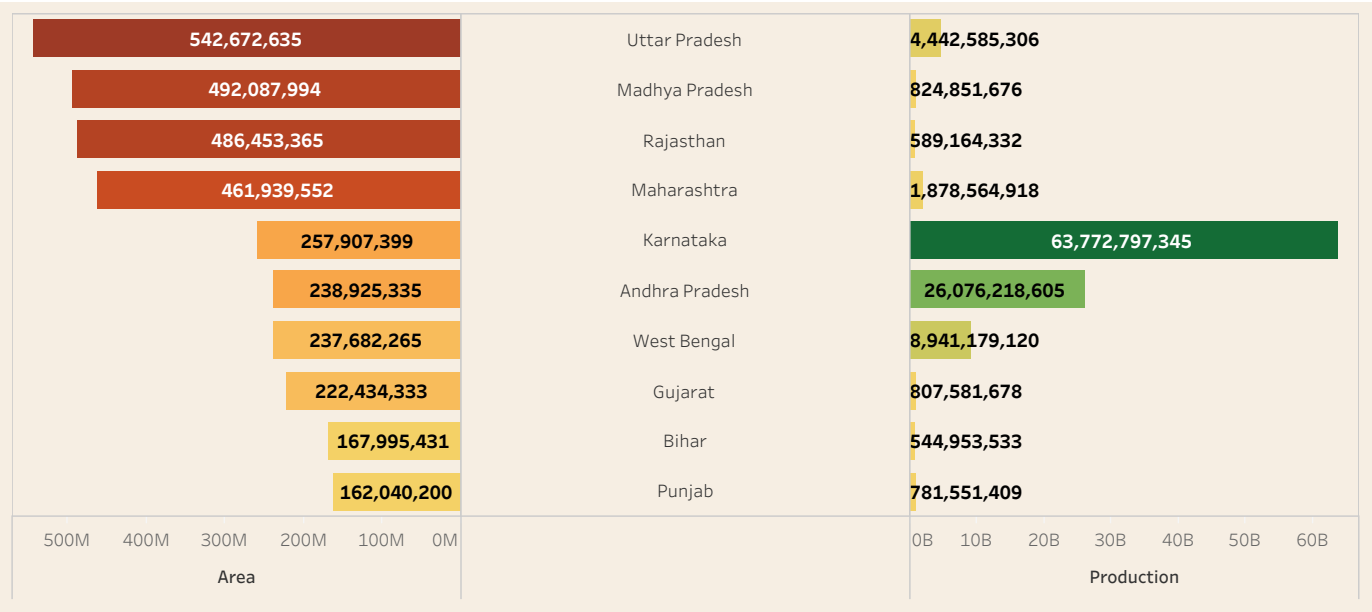 542,672,635 Uttar Pradesh 4,442,585,306
492,087,994 Madhya Pradesh 824,851,676
486,453,365 Rajasthan 589,164,332
461,939,552 Maharashtra 1,878,564,918
257,907,399 Karnataka 63,772,797,345
238,925,335 Andhra Pradesh 26,076,218,605
237,682,265 West Bengal 8,941,179,120
222,434,333 Gujarat 807,581,678
167,995,431 Bihar 544,953,533
162,040,200 Punjab 781,551,409
500M 400M 300M 200M 100M 0M 0B 10B 20B 30B 40B 50B 60B
Area Production